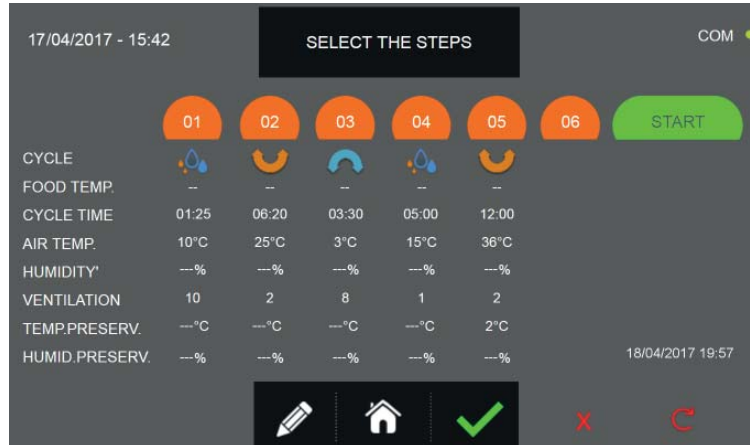 17/04/2017 - 15:42 SELECT THE STEPS COM
01 02 03 04 05 06 START
CYCLE
FOOD TEMP. -- -- -- -- --
CYCLE TIME 01:25 06:20 03:30 05:00 12:00
AIR TEMP. 10°C 25°C 3°C 15°C 36°C
HUMIDITY' ---% ---% ---% ---% ---%
VENTILATION 10 2 8 1 2
TEMP.PRESERV. ---°C ---°C ---°C ---°C 2°C
HUMID.PRESERV. ---% ---% ---% ---% ---% 18/04/2017 19:57
X